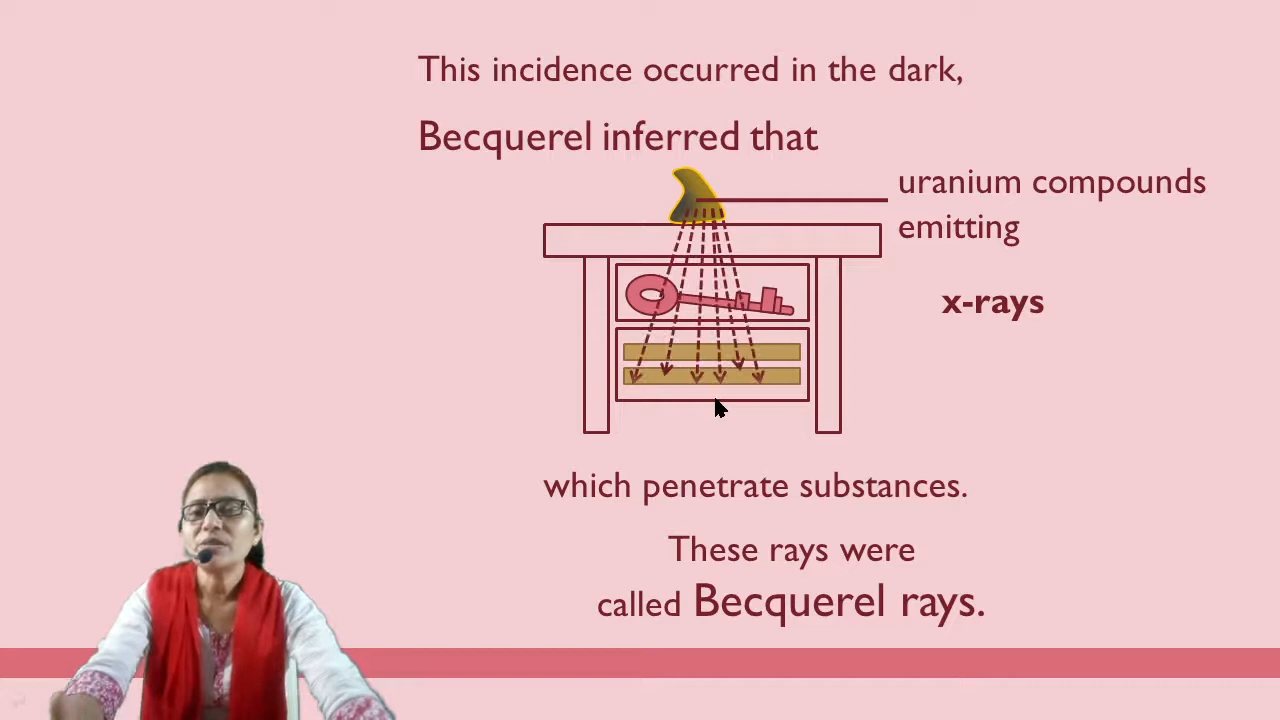 This incidence occurred in the dark,
Becquerel inferred that
uranium compounds
emitting
x-rays
which penetrate substances.
These rays were
called Becquerel rays.